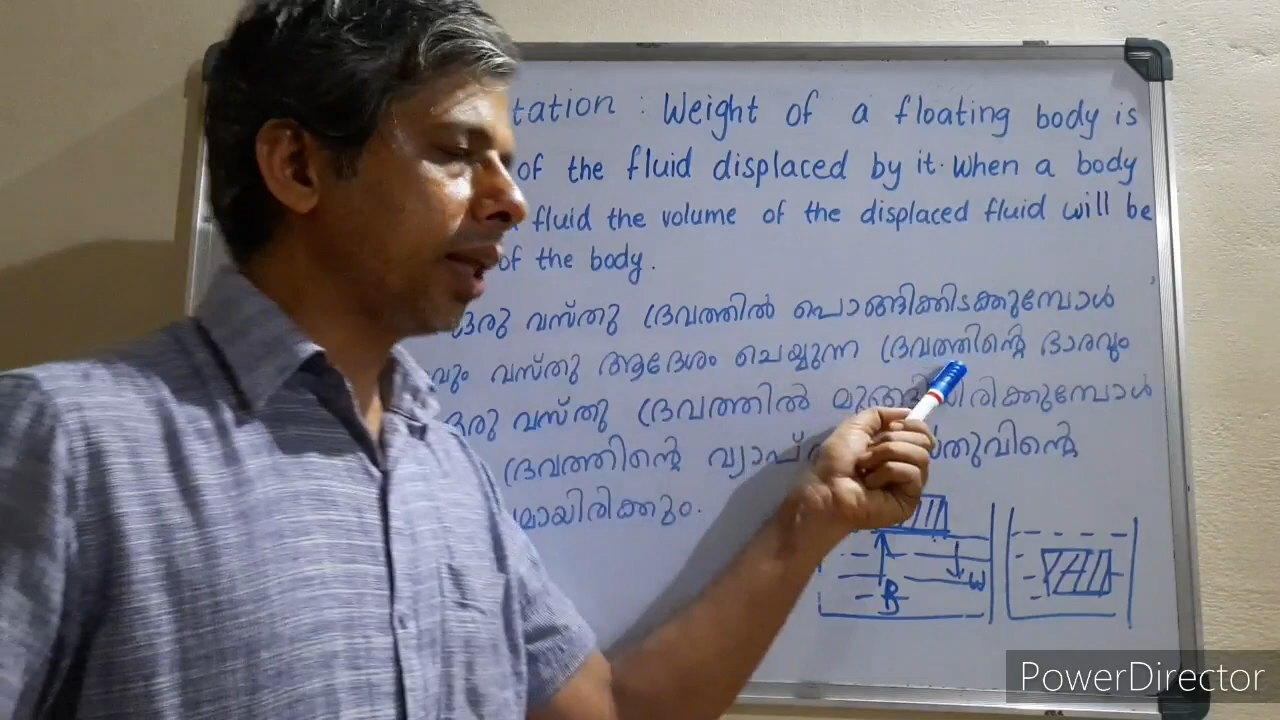 tation : Weight of a floating body is
of the fluid displaced by it. When a body
fluid the volume of the displaced fluid will be
of the body.
ഒരു വസ്തു ദ്രവത്തിൽ പൊങ്ങിക്കിടക്കുമ്പോൾ
വും വസ്തു ആദേശം ചെയ്യുന്ന ദ്രവത്തിന്റെ ഭാരവും
ഒരു വസ്തു ദ്രവത്തിൽ മുങ്ങിയിരിക്കുമ്പോൾ
ദ്രവത്തിന്റെ
മായിരിക്കും.
B W
PowerDirector